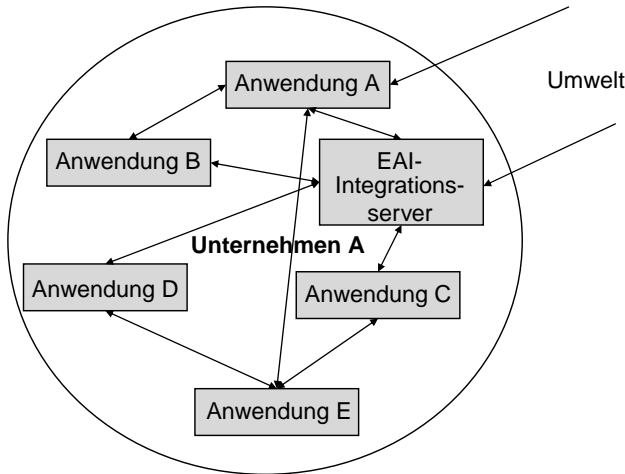 Anwendung A
Umwelt
Anwendung B
EAI-
Integrations-
server
Unternehmen A
Anwendung D
Anwendung C
Anwendung E